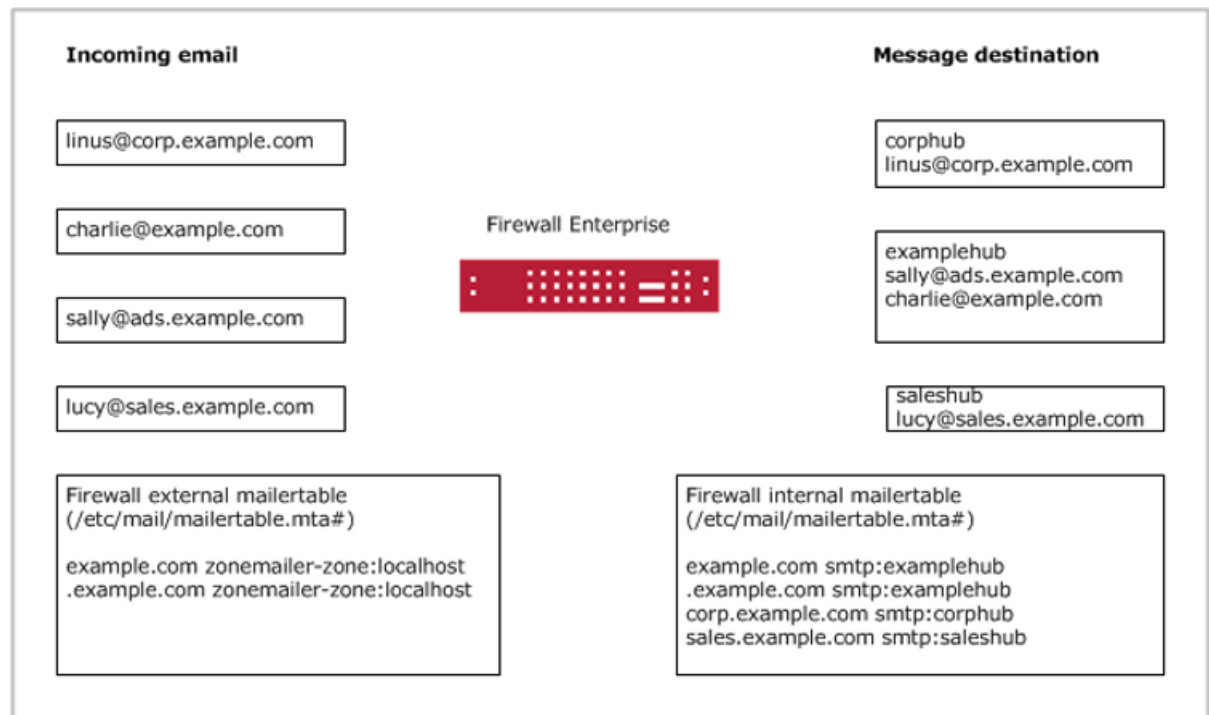 Incoming email
Message destination
linus@corp.example.com
corphub
linus@corp.example.com
charlie@example.com
Firewall Enterprise
examplehub
sally@ads.example.com
charlie@example.com
sally@ads.example.com
lucy@sales.example.com
saleshub
lucy@sales.example.com
Firewall external mailertable
(/etc/mail/mailertable.mta#)
example.com zonemailer-zone:localhost
.example.com zonemailer-zone:localhost
Firewall internal mailertable
(/etc/mail/mailertable.mta#)
example.com smtp:examplehub
.example.com smtp:examplehub
corp.example.com smtp:corphub
sales.example.com smtp:saleshub